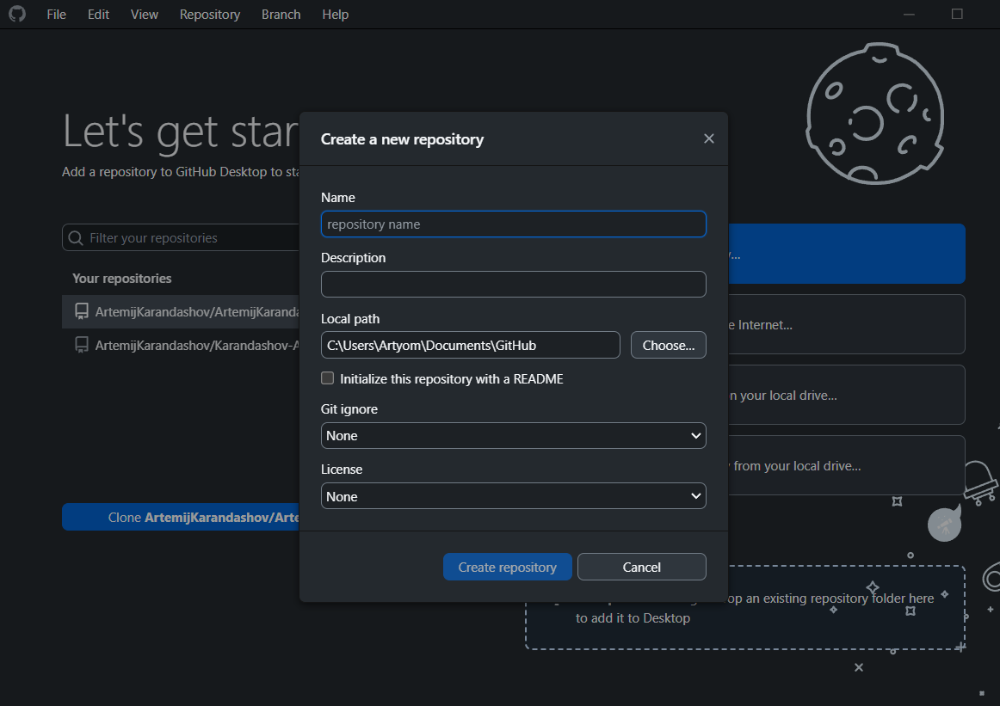 File Edit View Repository Branch Help
Let's get star
Add a repository to GitHub Desktop to sta
Filter your repositories
Your repositories
ArtemijKarandashov/ArtemijKaranda
ArtemijKarandashov/Karandashov-A
Clone ArtemijKarandashov/Arte
Create a new repository
Name
repository name
Description
Local path
C:\Users\Artyom\Documents\GitHub
Choose...
Initialize this repository with a README
Git ignore
None
License
None
Create repository
Cancel
e Internet...
n your local drive...
from your local drive...
op an existing repository folder here
to add it to Desktop